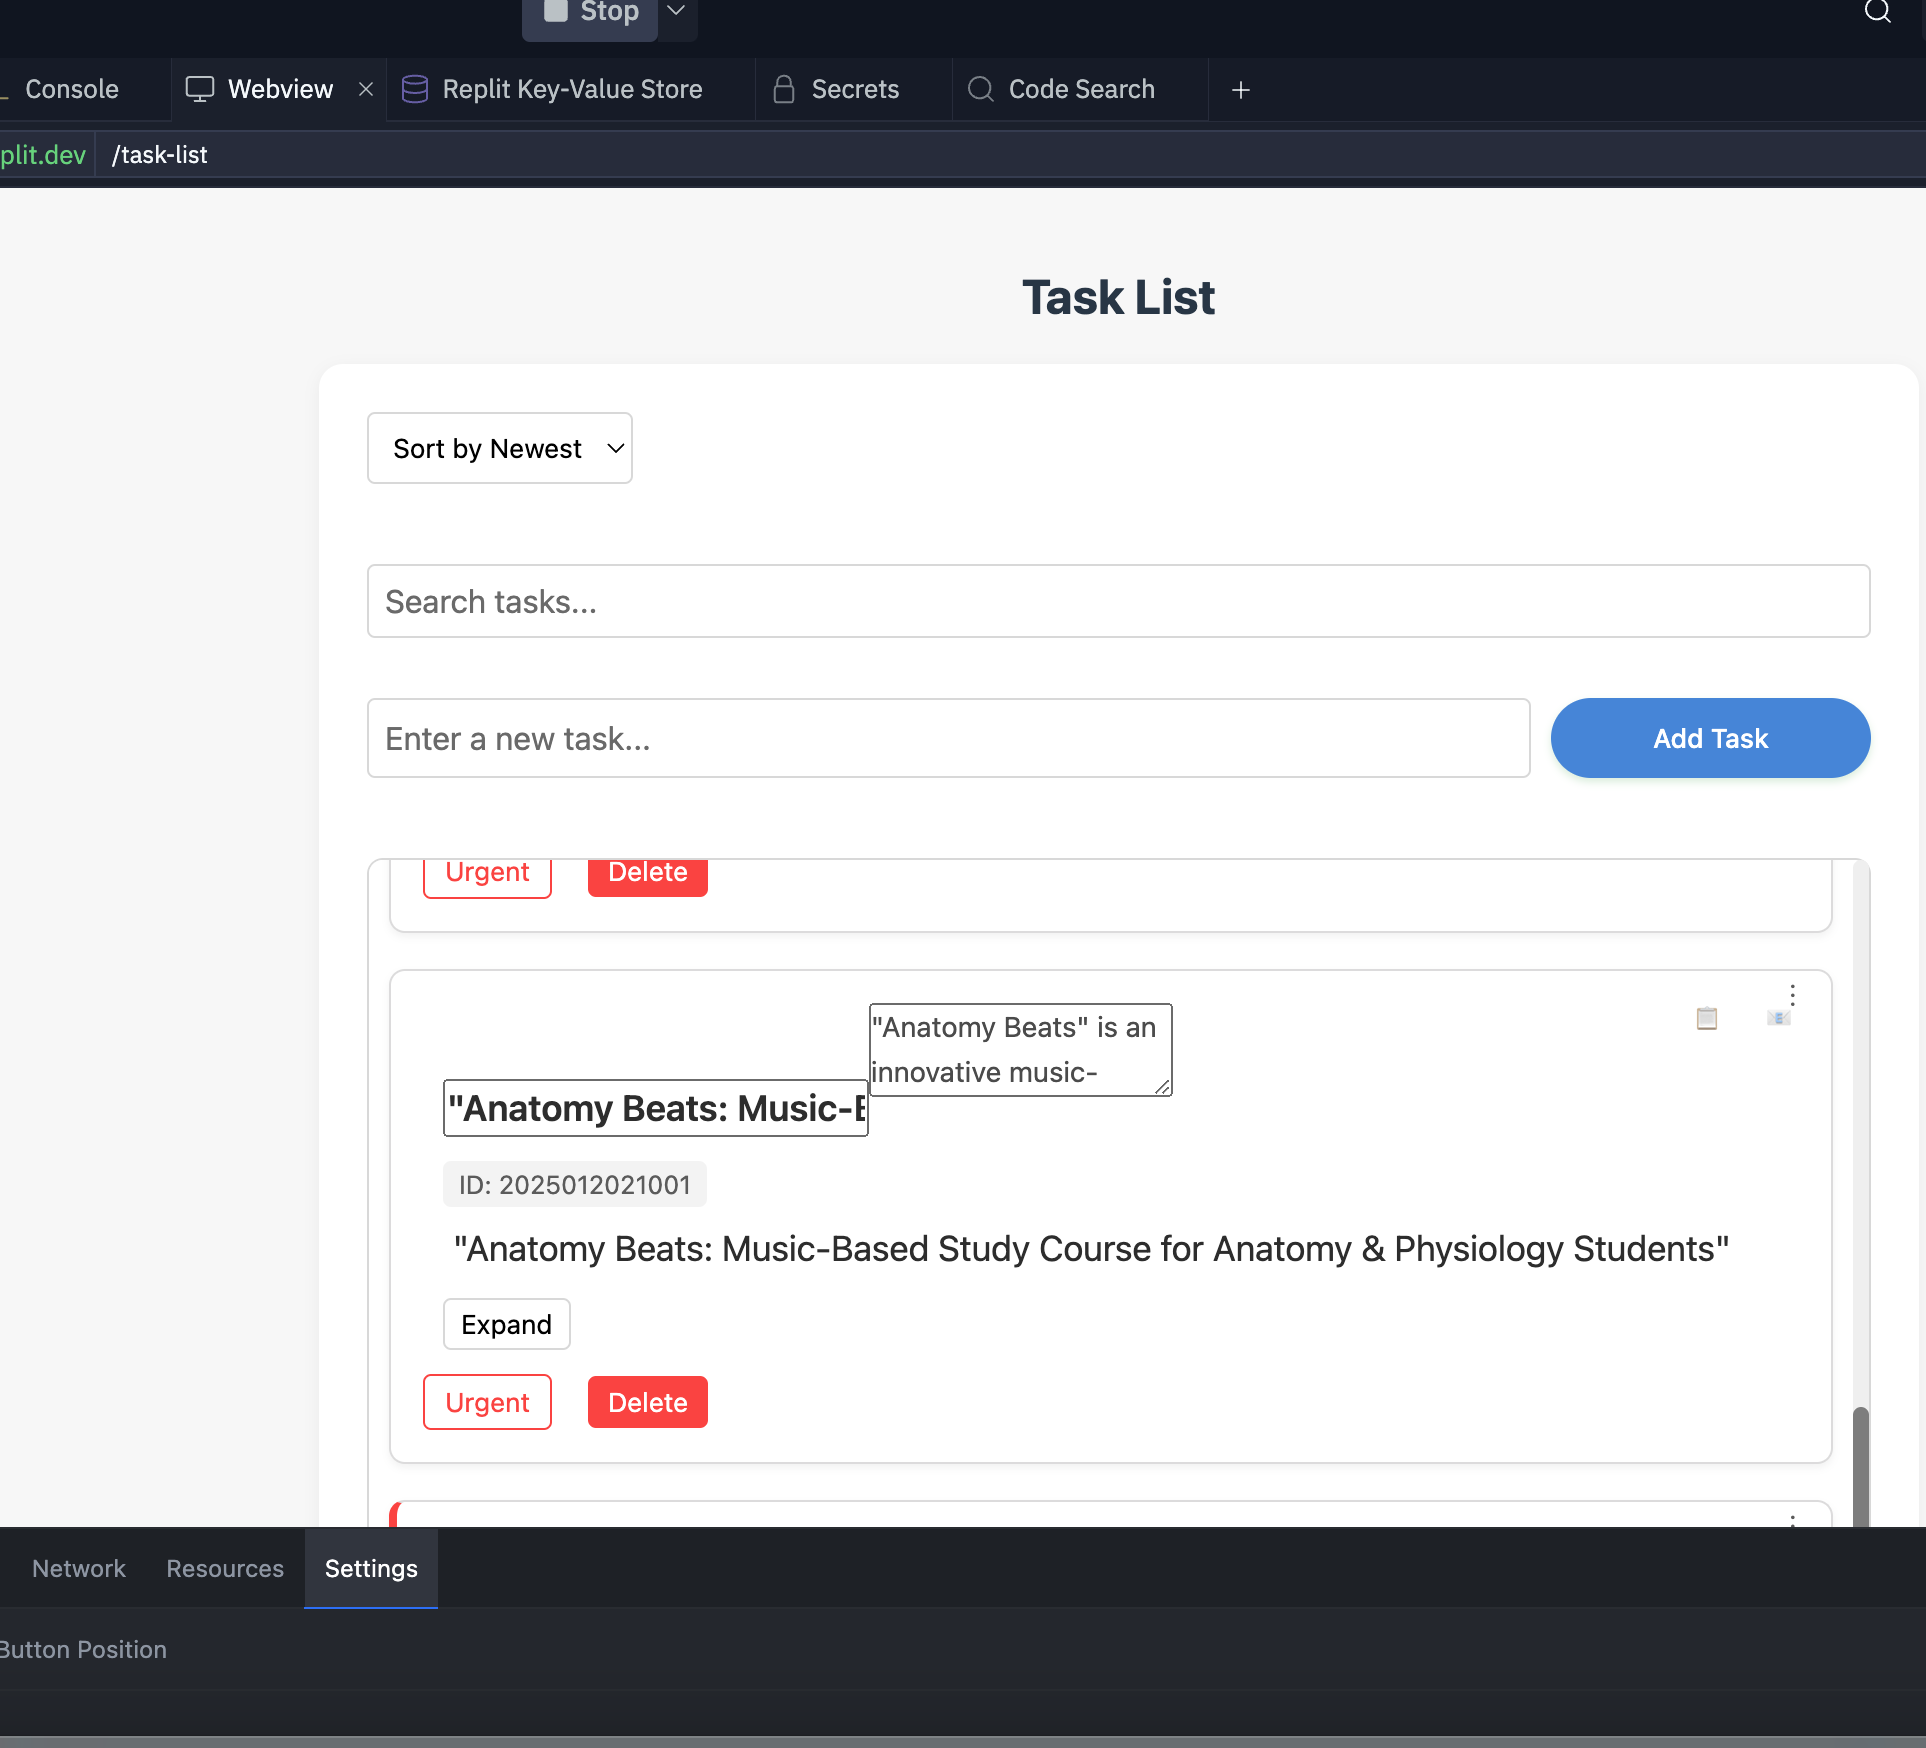 Stop
Console
Webview
Replit Key-Value Store
Secrets
Code Search
plit.dev
/task-list
Task List
Sort by Newest
Search tasks...
Enter a new task...
Add Task
Urgent
Delete
"Anatomy Beats" is an
innovative music-
"Anatomy Beats: Music-B
ID: 2025012021001
"Anatomy Beats: Music-Based Study Course for Anatomy & Physiology Students"
Expand
Urgent
Delete
Network
Resources
Settings
Button Position